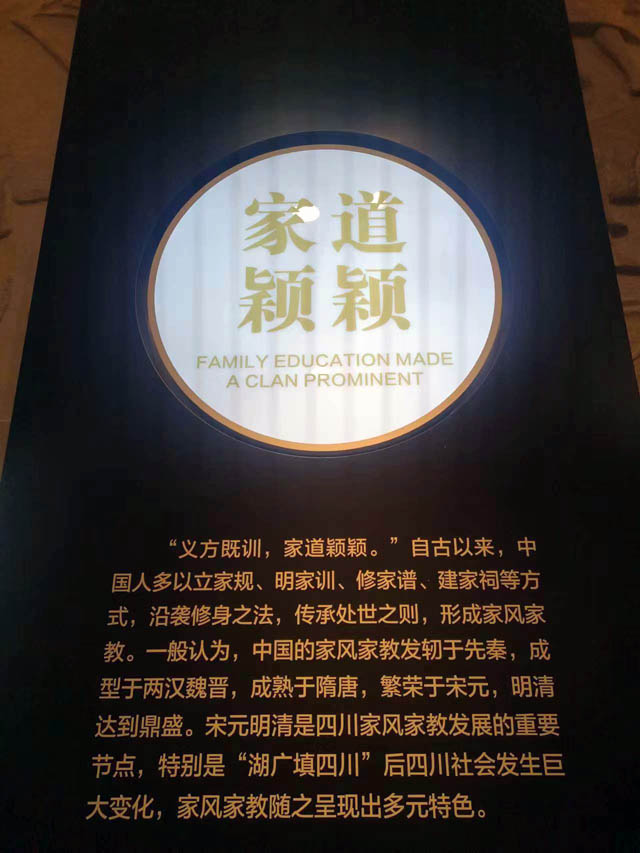 家道
颖颖
FAMILY EDUCATION MADE
A CLAN PROMINENT
“义方既训，家道颖颖。”自古以来，中
国人多以立家规、明家训、修家谱、建家祠等方
式，沿袭修身之法，传承处世之则，形成家风家
教。一般认为，中国的家风家教发轫于先秦，成
型于两汉魏晋，成熟于隋唐，繁荣于宋元，明清
达到鼎盛。宋元明清是四川家风家教发展的重要
节点，特别是“湖广填四川”后四川社会发生巨
大变化，家风家教随之呈现出多元特色。